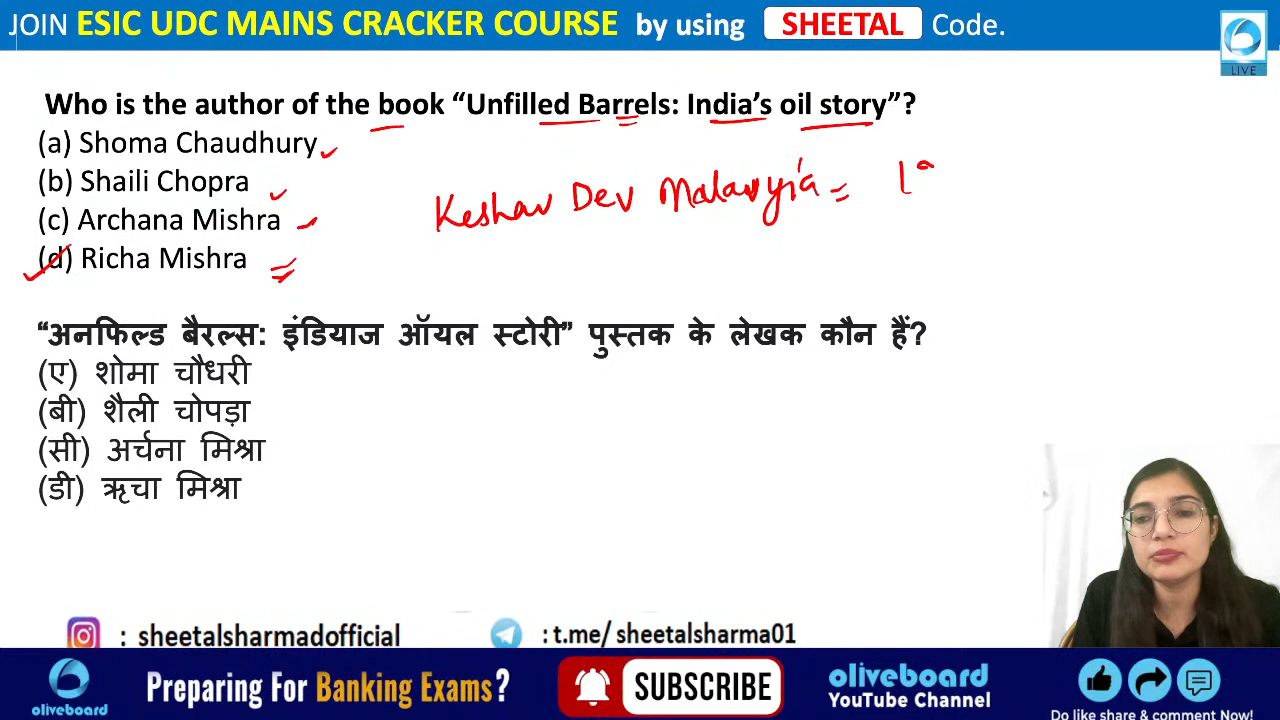 JOIN ESIC UDC MAINS CRACKER COURSE by using SHEETAL Code.
LIVE
Who is the author of the book “Unfilled Barrels: India’s oil story”?
(a) Shoma Chaudhury
(b) Shaili Chopra
(c) Archana Mishra
(d) Richa Mishra
Keshav Dev Malavyia =
“अनफिल्ड बैरल्स: इंडियाज ऑयल स्टोरी” पुस्तक के लेखक कौन हैं?
(ए) शोमा चौधरी
(बी) शैली चोपड़ा
(सी) अर्चना मिश्रा
(डी) ऋचा मिश्रा
: sheetalsharmadofficial
: t.me/ sheetalsharma01
oliveboard
Preparing For Banking Exams?
SUBSCRIBE
oliveboard
YouTube Channel
Do like share & comment Now!